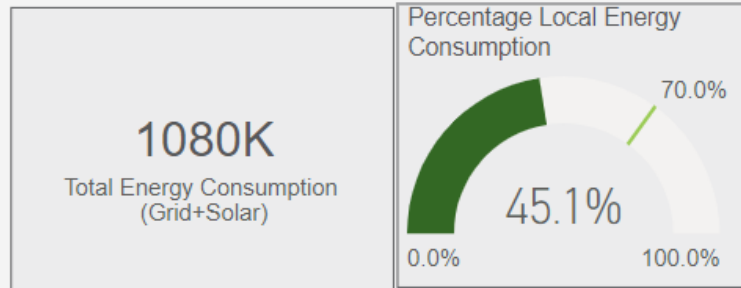 1080K
Total Energy Consumption
(Grid+Solar)
Percentage Local Energy
Consumption
70.0%
45.1%
0.0%
100.0%